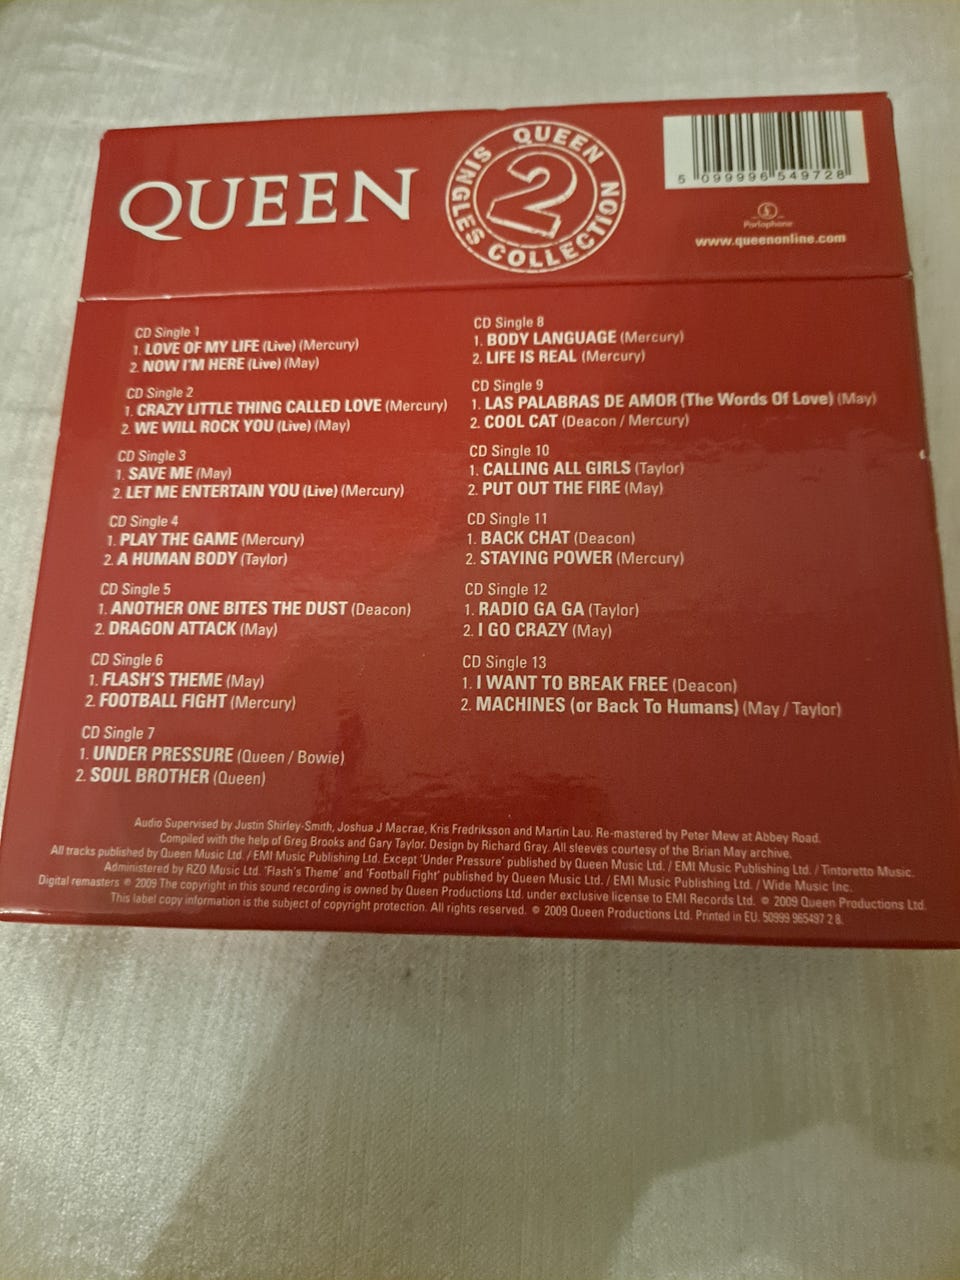 QUEEN
QUEEN
2
SINGLES COLLECTION
5 099996 549728
Parlophone
www.queenonline.com
CD Single 1
1. LOVE OF MY LIFE (Live) (Mercury)
2. NOW I'M HERE (Live) (May)
CD Single 2
1. CRAZY LITTLE THING CALLED LOVE (Mercury)
2. WE WILL ROCK YOU (Live) (May)
CD Single 3
1. SAVE ME (May)
2. LET ME ENTERTAIN YOU (Live) (Mercury)
CD Single 4
1. PLAY THE GAME (Mercury)
2. A HUMAN BODY (Taylor)
CD Single 5
1. ANOTHER ONE BITES THE DUST (Deacon)
2. DRAGON ATTACK (May)
CD Single 6
1. FLASH'S THEME (May)
2. FOOTBALL FIGHT (Mercury)
CD Single 7
1. UNDER PRESSURE (Queen / Bowie)
2. SOUL BROTHER (Queen)
CD Single 8
1. BODY LANGUAGE (Mercury)
2. LIFE IS REAL (Mercury)
CD Single 9
1. LAS PALABRAS DE AMOR (The Words Of Love) (May)
2. COOL CAT (Deacon / Mercury)
CD Single 10
1. CALLING ALL GIRLS (Taylor)
2. PUT OUT THE FIRE (May)
CD Single 11
1. BACK CHAT (Deacon)
2. STAYING POWER (Mercury)
CD Single 12
1. RADIO GA GA (Taylor)
2. I GO CRAZY (May)
CD Single 13
1. I WANT TO BREAK FREE (Deacon)
2. MACHINES (or Back To Humans) (May / Taylor)
Audio Supervised by Justin Shirley-Smith, Joshua J Macrae, Kris Fredriksson and Martin Lau. Re-mastered by Peter Mew at Abbey Road.
Compiled with the help of Greg Brooks and Gary Taylor. Design by Richard Gray. All sleeves courtesy of the Brian May archive.
All tracks published by Queen Music Ltd. / EMI Music Publishing Ltd. Except 'Under Pressure' published by Queen Music Ltd. / EMI Music Publishing Ltd. / Tintoretto Music.
Administered by RZO Music Ltd. 'Flash's Theme' and 'Football Fight' published by Queen Music Ltd. / EMI Music Publishing Ltd. / Wide Music Inc.
Digital remasters ℗ 2009 The copyright in this sound recording is owned by Queen Productions Ltd. under exclusive license to EMI Records Ltd. © 2009 Queen Productions Ltd.
This label copy information is the subject of copyright protection. All rights reserved. © 2009 Queen Productions Ltd. Printed in EU. 50999 965497 2 8.